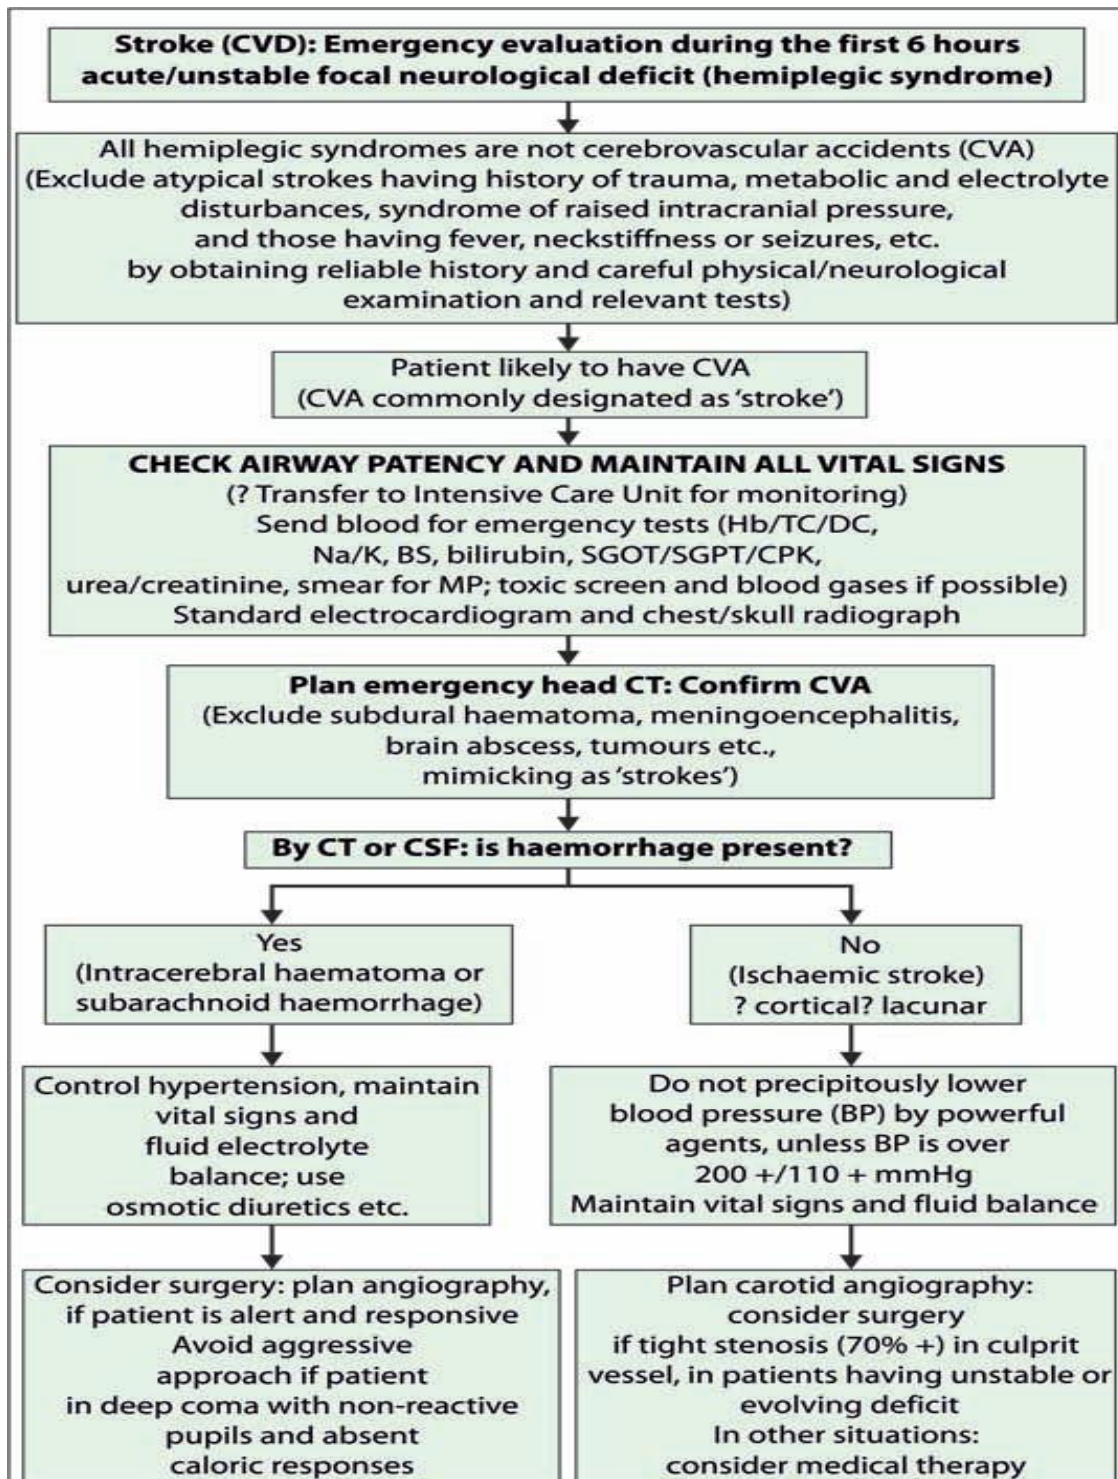 Stroke (CVD): Emergency evaluation during the first 6 hours
acute/unstable focal neurological deficit (hemiplegic syndrome)
All hemiplegic syndromes are not cerebrovascular accidents (CVA)
(Exclude atypical strokes having history of trauma, metabolic and electrolyte
disturbances, syndrome of raised intracranial pressure,
and those having fever, neckstiffness or seizures, etc.
by obtaining reliable history and careful physical/neurological
examination and relevant tests)
Patient likely to have CVA
(CVA commonly designated as ‘stroke’)
CHECK AIRWAY PATENCY AND MAINTAIN ALL VITAL SIGNS
(? Transfer to Intensive Care Unit for monitoring)
Send blood for emergency tests (Hb/TC/DC,
Na/K, BS, bilirubin, SGOT/SGPT/CPK,
urea/creatinine, smear for MP; toxic screen and blood gases if possible)
Standard electrocardiogram and chest/skull radiograph
Plan emergency head CT: Confirm CVA
(Exclude subdural haematoma, meningoencephalitis,
brain abscess, tumours etc.,
mimicking as ‘strokes’)
By CT or CSF: is haemorrhage present?
Yes
(Intracerebral haematoma or
subarachnoid haemorrhage)
Control hypertension, maintain
vital signs and
fluid electrolyte
balance; use
osmotic diuretics etc.
Consider surgery: plan angiography,
if patient is alert and responsive
Avoid aggressive
approach if patient
in deep coma with non-reactive
pupils and absent
caloric responses
No
(Ischaemic stroke)
? cortical? lacunar
Do not precipitously lower
blood pressure (BP) by powerful
agents, unless BP is over
200 +/110 + mmHg
Maintain vital signs and fluid balance
Plan carotid angiography:
consider surgery
if tight stenosis (70% +) in culprit
vessel, in patients having unstable or
evolving deficit
In other situations:
consider medical therapy